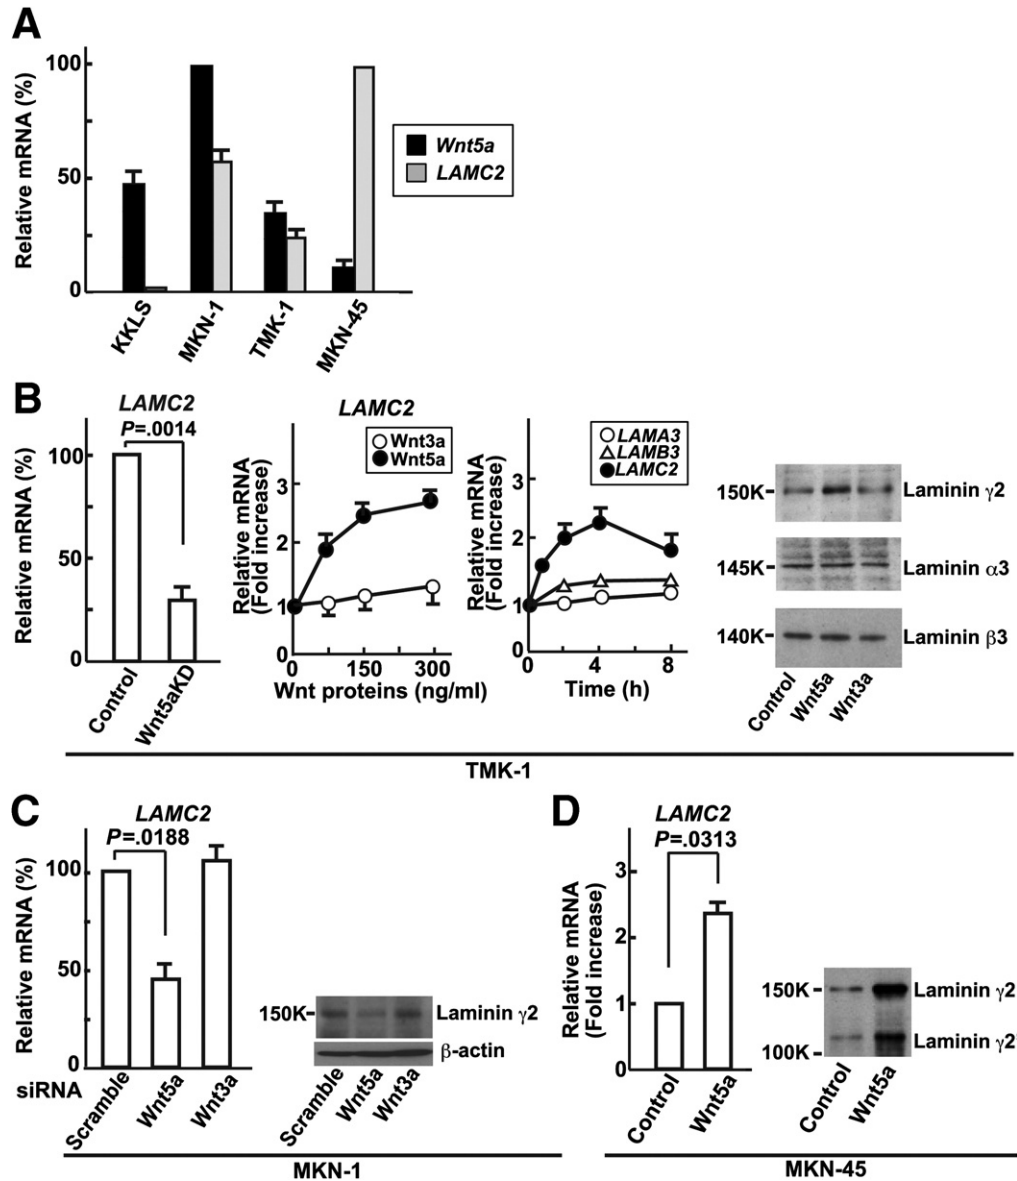 A
Relative mRNA (%)
100
50
0
Wnt5a
LAMC2
KKLS
MKN-1
TMK-1
MKN-45
B
LAMC2
P=.0014
Relative mRNA (%)
100
50
0
Control
Wnt5aKD
LAMC2
Wnt3a
Wnt5a
Relative mRNA
(Fold increase)
3
2
1
0
0 150 300
Wnt proteins (ng/ml)
LAMA3
LAMB3
LAMC2
Relative mRNA
(Fold increase)
3
2
1
0
0 4 8
Time (h)
150K
Laminin γ2
145K
Laminin α3
140K
Laminin β3
Control
Wnt5a
Wnt3a
TMK-1
C
LAMC2
P=.0188
Relative mRNA (%)
100
50
0
siRNA
Scramble
Wnt5a
Wnt3a
150K
Laminin γ2
β-actin
Scramble
Wnt5a
Wnt3a
MKN-1
D
LAMC2
P=.0313
Relative mRNA
(Fold increase)
3
2
1
0
Control
Wnt5a
150K
Laminin γ2
Laminin γ2'
100K
Control
Wnt5a
MKN-45